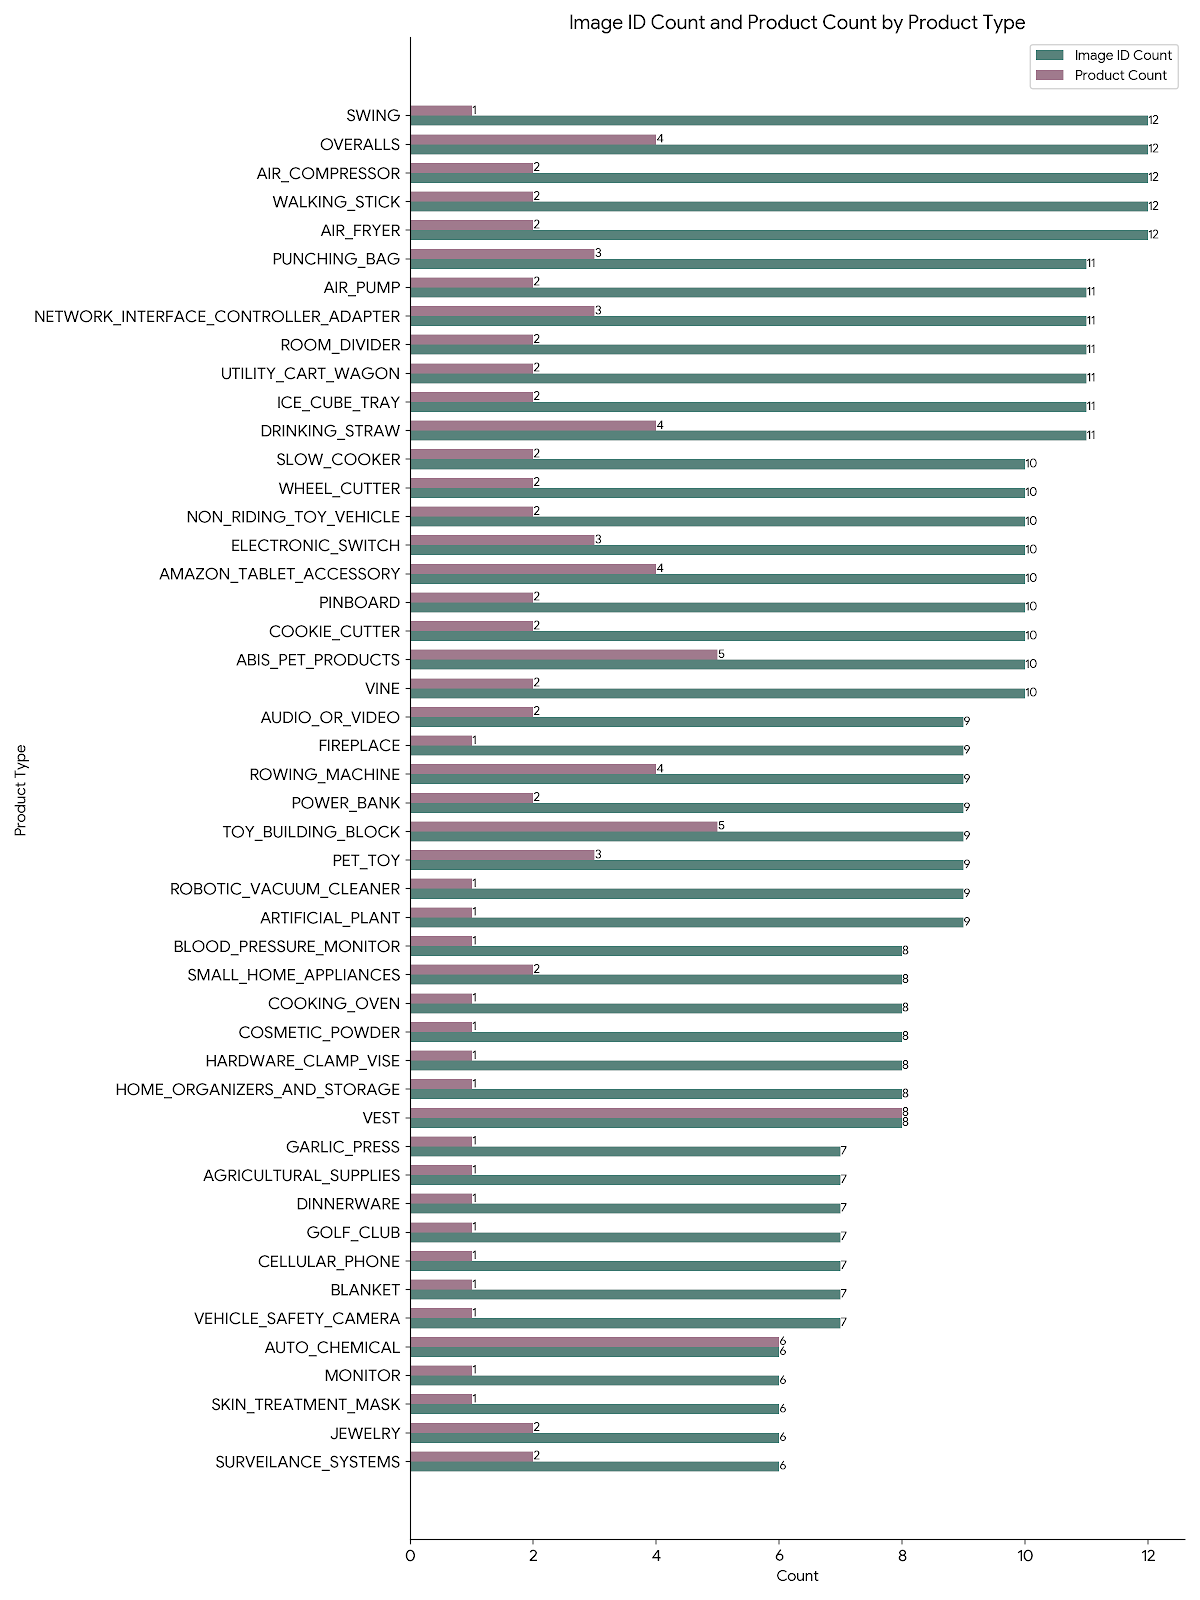 Image ID Count and Product Count by Product Type
Image ID Count
Product Count
SWING 1 12
OVERALLS 4 12
AIR_COMPRESSOR 2 12
WALKING_STICK 2 12
AIR_FRYER 2 12
PUNCHING_BAG 3 11
AIR_PUMP 2 11
NETWORK_INTERFACE_CONTROLLER_ADAPTER 3 11
ROOM_DIVIDER 2 11
UTILITY_CART_WAGON 2 11
ICE_CUBE_TRAY 2 11
DRINKING_STRAW 4 11
SLOW_COOKER 2 10
WHEEL_CUTTER 2 10
NON_RIDING_TOY_VEHICLE 2 10
ELECTRONIC_SWITCH 3 10
AMAZON_TABLET_ACCESSORY 4 10
PINBOARD 2 10
COOKIE_CUTTER 2 10
ABIS_PET_PRODUCTS 5 10
VINE 2 10
AUDIO_OR_VIDEO 2 9
FIREPLACE 1 9
ROWING_MACHINE 4 9
POWER_BANK 2 9
TOY_BUILDING_BLOCK 5 9
PET_TOY 3 9
ROBOTIC_VACUUM_CLEANER 1 9
ARTIFICIAL_PLANT 1 9
BLOOD_PRESSURE_MONITOR 1 8
SMALL_HOME_APPLIANCES 2 8
COOKING_OVEN 1 8
COSMETIC_POWDER 1 8
HARDWARE_CLAMP_VISE 1 8
HOME_ORGANIZERS_AND_STORAGE 1 8
VEST 8 8
GARLIC_PRESS 1 7
AGRICULTURAL_SUPPLIES 1 7
DINNERWARE 1 7
GOLF_CLUB 1 7
CELLULAR_PHONE 1 7
BLANKET 1 7
VEHICLE_SAFETY_CAMERA 1 7
AUTO_CHEMICAL 6 6
MONITOR 1 6
SKIN_TREATMENT_MASK 1 6
JEWELRY 2 6
SURVEILANCE_SYSTEMS 2 6
Product Type
0 2 4 6 8 10 12
Count